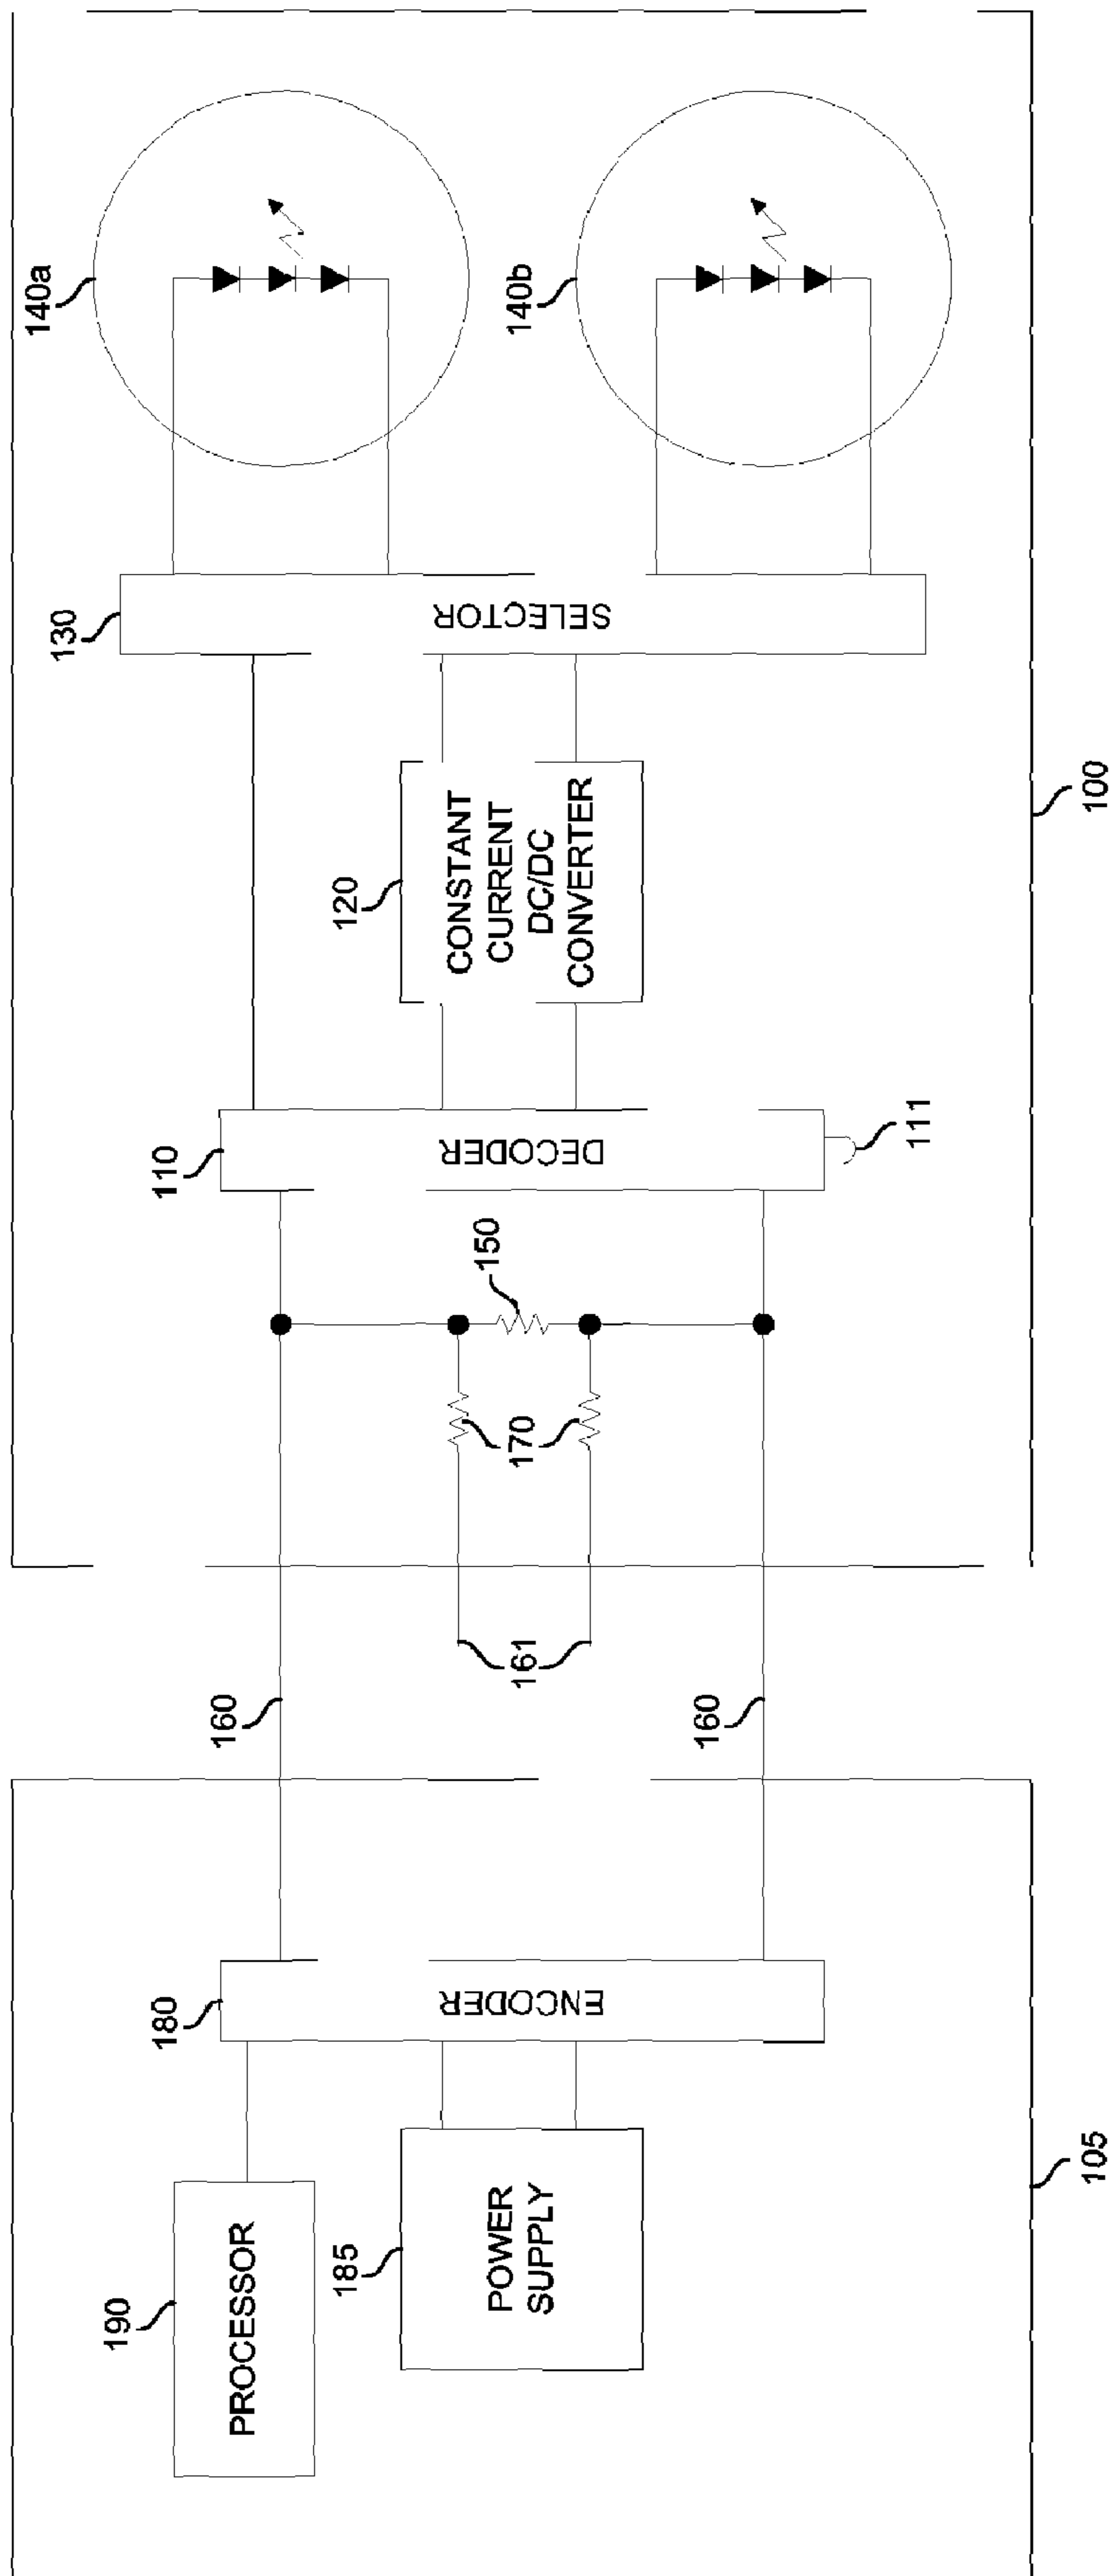 190
PROCESSOR
185
POWER
SUPPLY
180
ENCODER
105
160
160
161
170
150
110
DECODER
111
120
CONSTANT
CURRENT
DC/DC
CONVERTER
130
SELECTOR
140a
140b
100